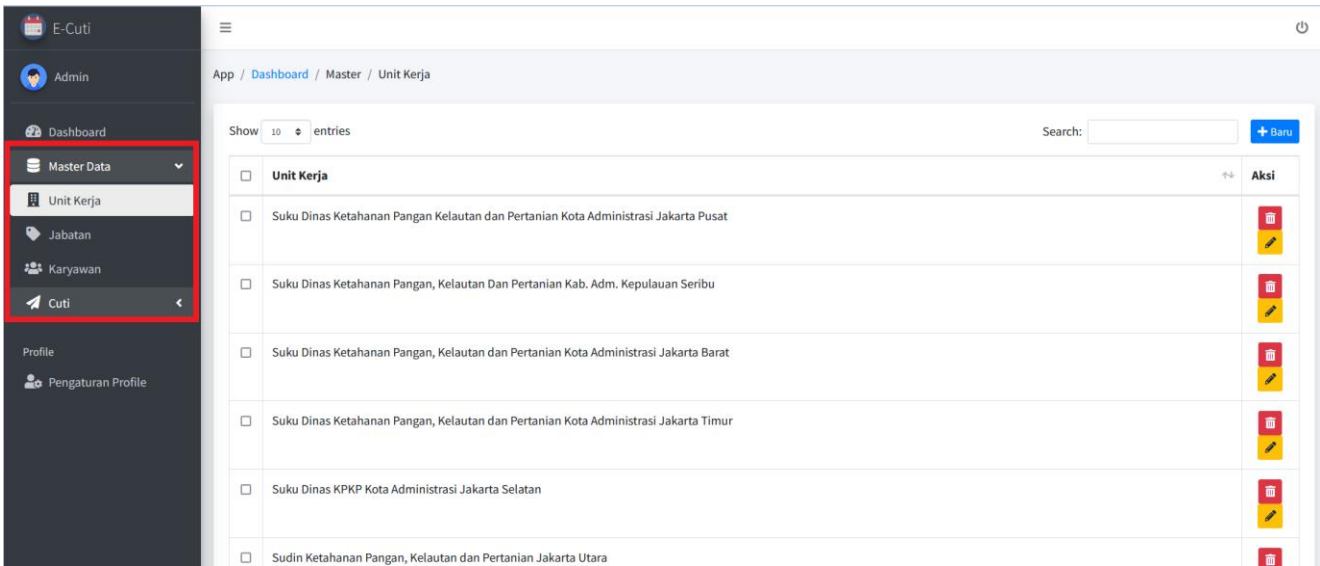 E-Cuti
Admin
Dashboard
Master Data
Unit Kerja
Jabatan
Karyawan
Cuti
Profile
Pengaturan Profile
App / Dashboard / Master / Unit Kerja
Show 10 entries Search: + Baru
Unit Kerja Aksi
Suku Dinas Ketahanan Pangan Kelautan dan Pertanian Kota Administrasi Jakarta Pusat
Suku Dinas Ketahanan Pangan, Kelautan Dan Pertanian Kab. Adm. Kepulauan Seribu
Suku Dinas Ketahanan Pangan, Kelautan dan Pertanian Kota Administrasi Jakarta Barat
Suku Dinas Ketahanan Pangan, Kelautan dan Pertanian Kota Administrasi Jakarta Timur
Suku Dinas KPKP Kota Administrasi Jakarta Selatan
Sudin Ketahanan Pangan, Kelautan dan Pertanian Jakarta Utara